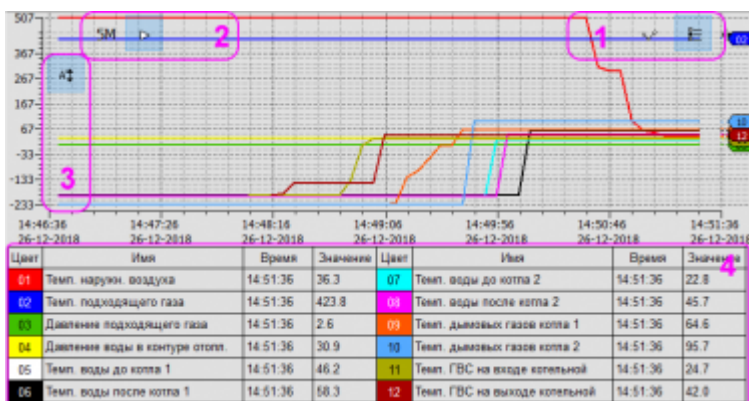 507
367
267
167
67
-33
-133
-233
5M
2
1
3
02
10
12
14:46:36 14:47:26 14:48:16 14:49:06 14:49:56 14:50:46 14:51:36
26-12-2018 26-12-2018 26-12-2018 26-12-2018 26-12-2018 26-12-2018 26-12-2018
Цвет Имя Время Значение Цвет Имя Время Значение
4
01 Темп. наружн. воздуха 14:51:36 36.3 07 Темп. воды до котла 2 14:51:36 22.8
02 Темп. подходящего газа 14:51:36 423.8 08 Темп. воды после котла 2 14:51:36 45.7
03 Давление подходящего газа 14:51:36 2.6 09 Темп. дымовых газов котла 1 14:51:36 64.6
04 Давление воды в контуре отопл. 14:51:36 30.9 10 Темп. дымовых газов котла 2 14:51:36 95.7
05 Темп. воды до котла 1 14:51:36 46.2 11 Темп. ГВС на входе котельной 14:51:36 24.7
06 Темп. воды после котла 1 14:51:36 58.3 12 Темп. ГВС на выходе котельной 14:51:36 42.0